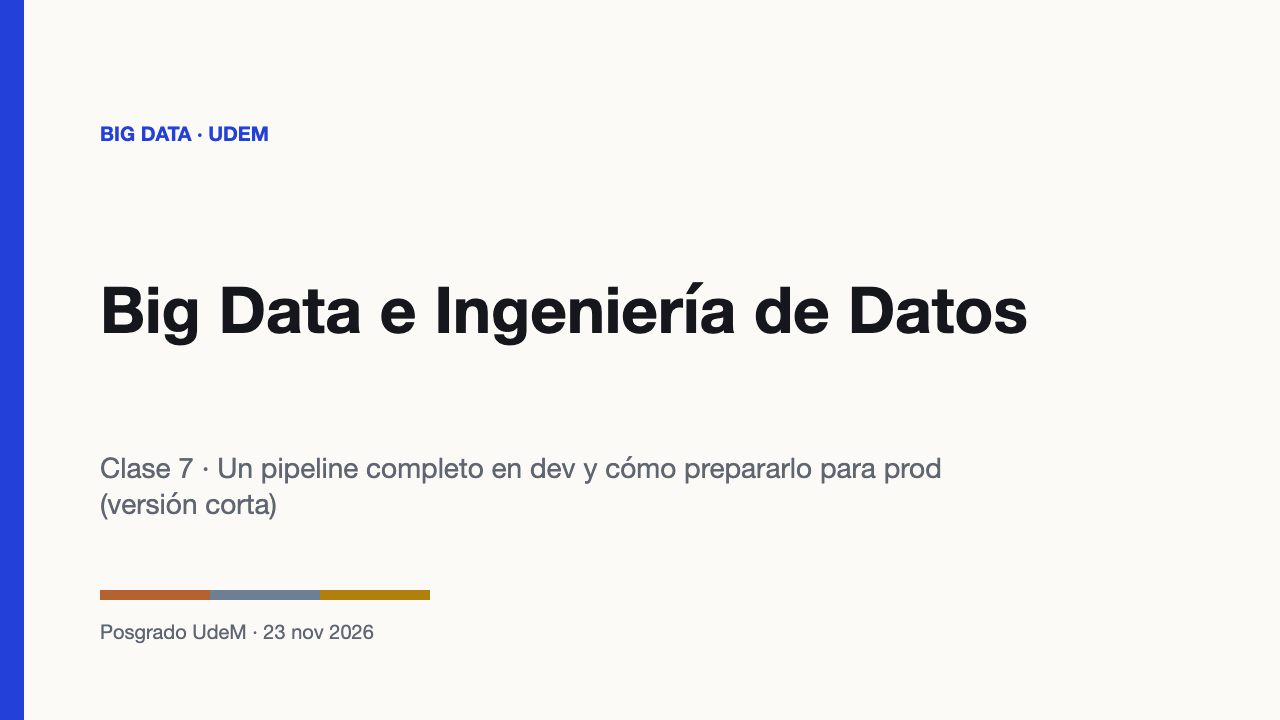 BIG DATA · UDEM
Big Data e Ingeniería de Datos
Clase 7 · Un pipeline completo en dev y cómo prepararlo para prod
(versión corta)
Posgrado UdeM · 23 nov 2026